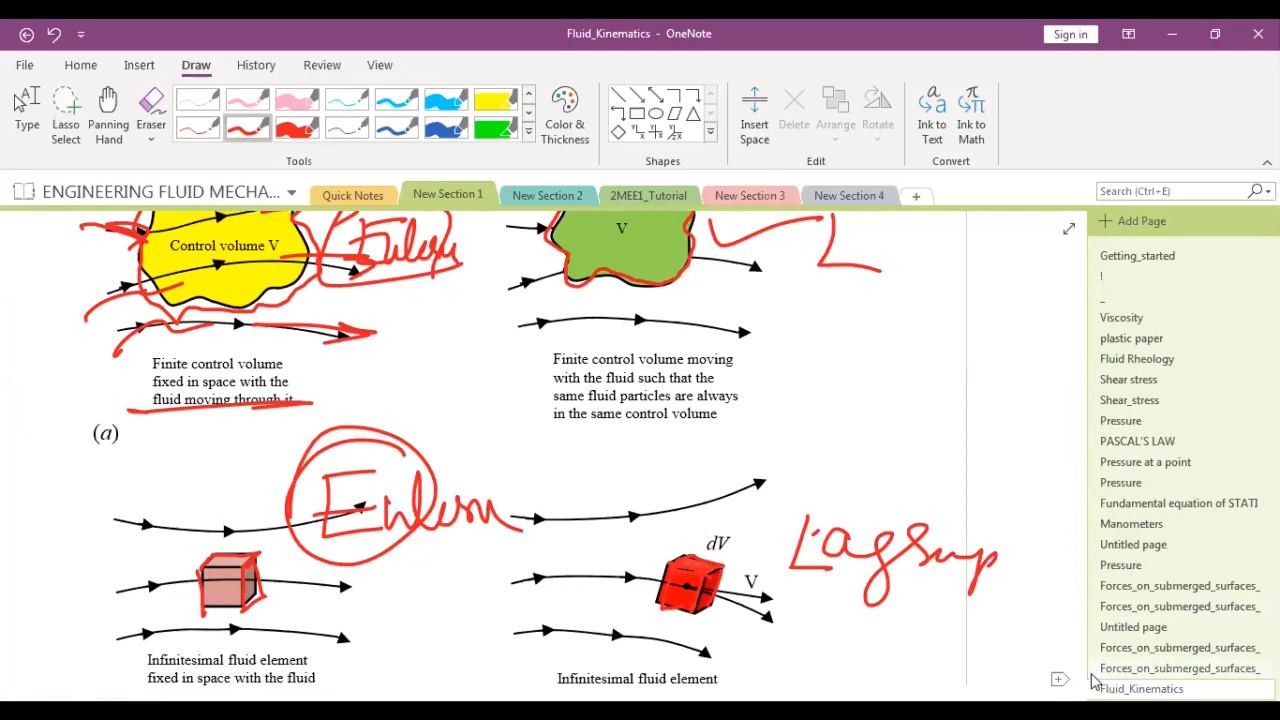 Fluid_Kinematics - OneNote
Sign in
File Home Insert Draw History Review View
Type
Lasso Select
Panning Hand
Eraser
Color & Thickness
Insert Space
Delete
Arrange
Rotate
Ink to Text
Ink to Math
Tools
Shapes
Edit
Convert
ENGINEERING FLUID MECHA...
Quick Notes
New Section 1
New Section 2
2MEE1_Tutorial
New Section 3
New Section 4
Search (Ctrl+E)
Control volume V
V
L
Finite control volume
fixed in space with the
fluid moving through it
Finite control volume moving
with the fluid such that the
same fluid particles are always
in the same control volume
(a)
dV
V
Infinitesimal fluid element
fixed in space with the fluid
Infinitesimal fluid element
Add Page
Getting_started
!
_
Viscosity
plastic paper
Fluid Rheology
Shear stress
Shear_stress
Pressure
PASCAL'S LAW
Pressure at a point
Pressure
Fundamental equation of STATI
Manometers
Untitled page
Pressure
Forces_on_submerged_surfaces_
Forces_on_submerged_surfaces_
Untitled page
Forces_on_submerged_surfaces_
Forces_on_submerged_surfaces_
Fluid_Kinematics